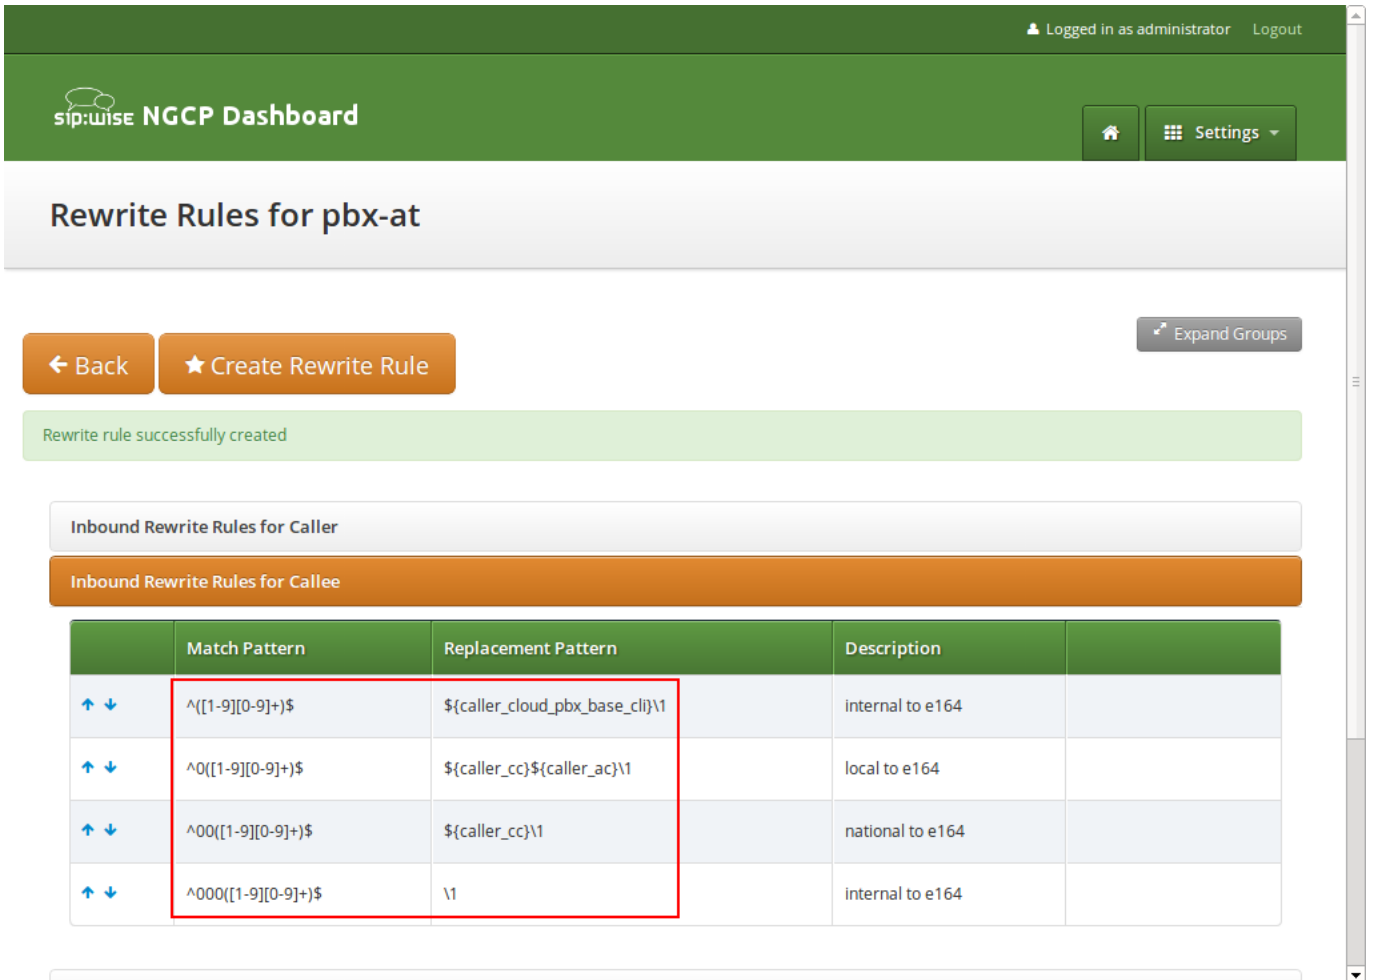 Logged in as administrator Logout
sip:wise NGCP Dashboard
Settings
Rewrite Rules for pbx-at
Expand Groups
Back Create Rewrite Rule
Rewrite rule successfully created
Inbound Rewrite Rules for Caller
Inbound Rewrite Rules for Callee
Match Pattern Replacement Pattern Description
^([1-9][0-9]+)$ ${caller_cloud_pbx_base_cli}\1 internal to e164
^0([1-9][0-9]+)$ ${caller_cc}${caller_ac}\1 local to e164
^00([1-9][0-9]+)$ ${caller_cc}\1 national to e164
^000([1-9][0-9]+)$ \1 internal to e164